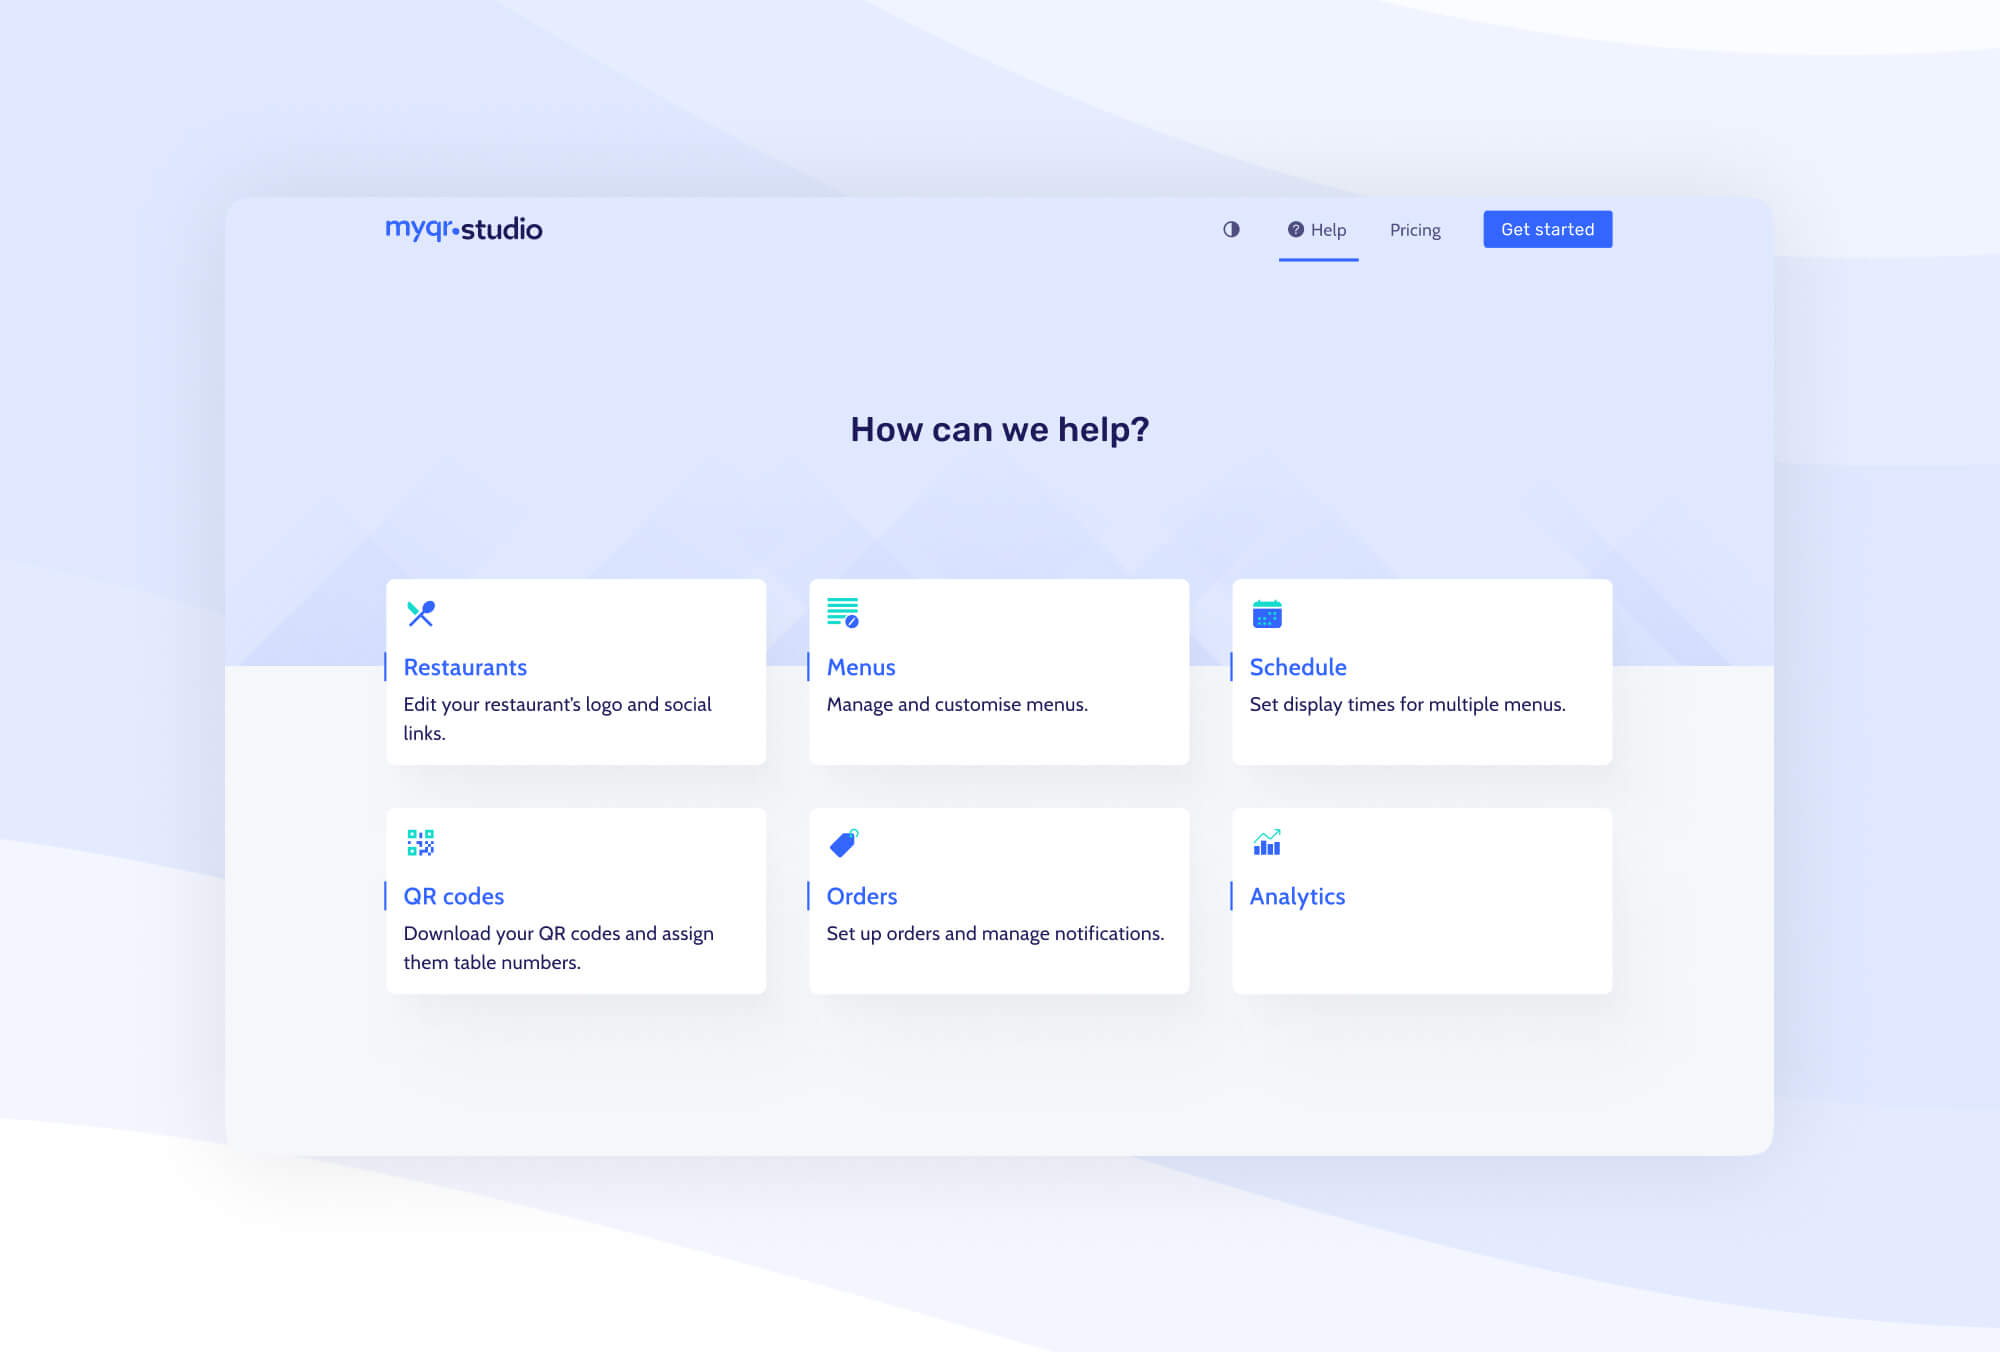 myqr.studio
Help
Pricing
Get started
How can we help?
Restaurants
Edit your restaurant's logo and social
links.
Menus
Manage and customise menus.
Schedule
Set display times for multiple menus.
QR codes
Download your QR codes and assign
them table numbers.
Orders
Set up orders and manage notifications.
Analytics